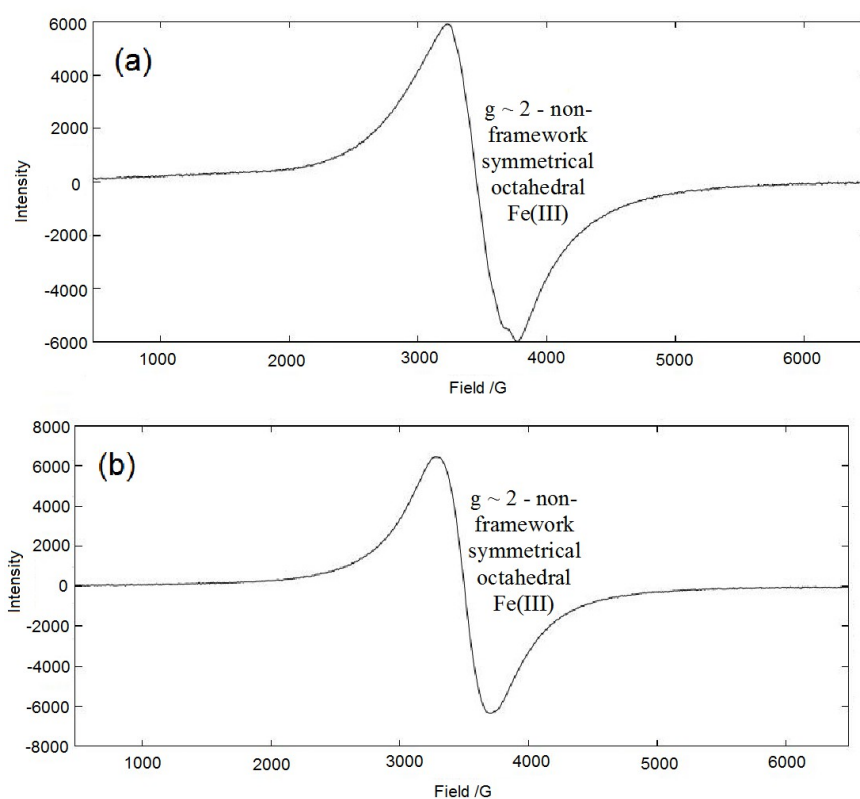 (a)
6000
4000
2000
0
-2000
-4000
-6000
Intensity
g ~ 2 - non-
framework
symmetrical
octahedral
Fe(III)
1000 2000 3000 4000 5000 6000
Field /G
(b)
8000
6000
4000
2000
0
-2000
-4000
-6000
-8000
Intensity
g ~ 2 - non-
framework
symmetrical
octahedral
Fe(III)
1000 2000 3000 4000 5000 6000
Field /G